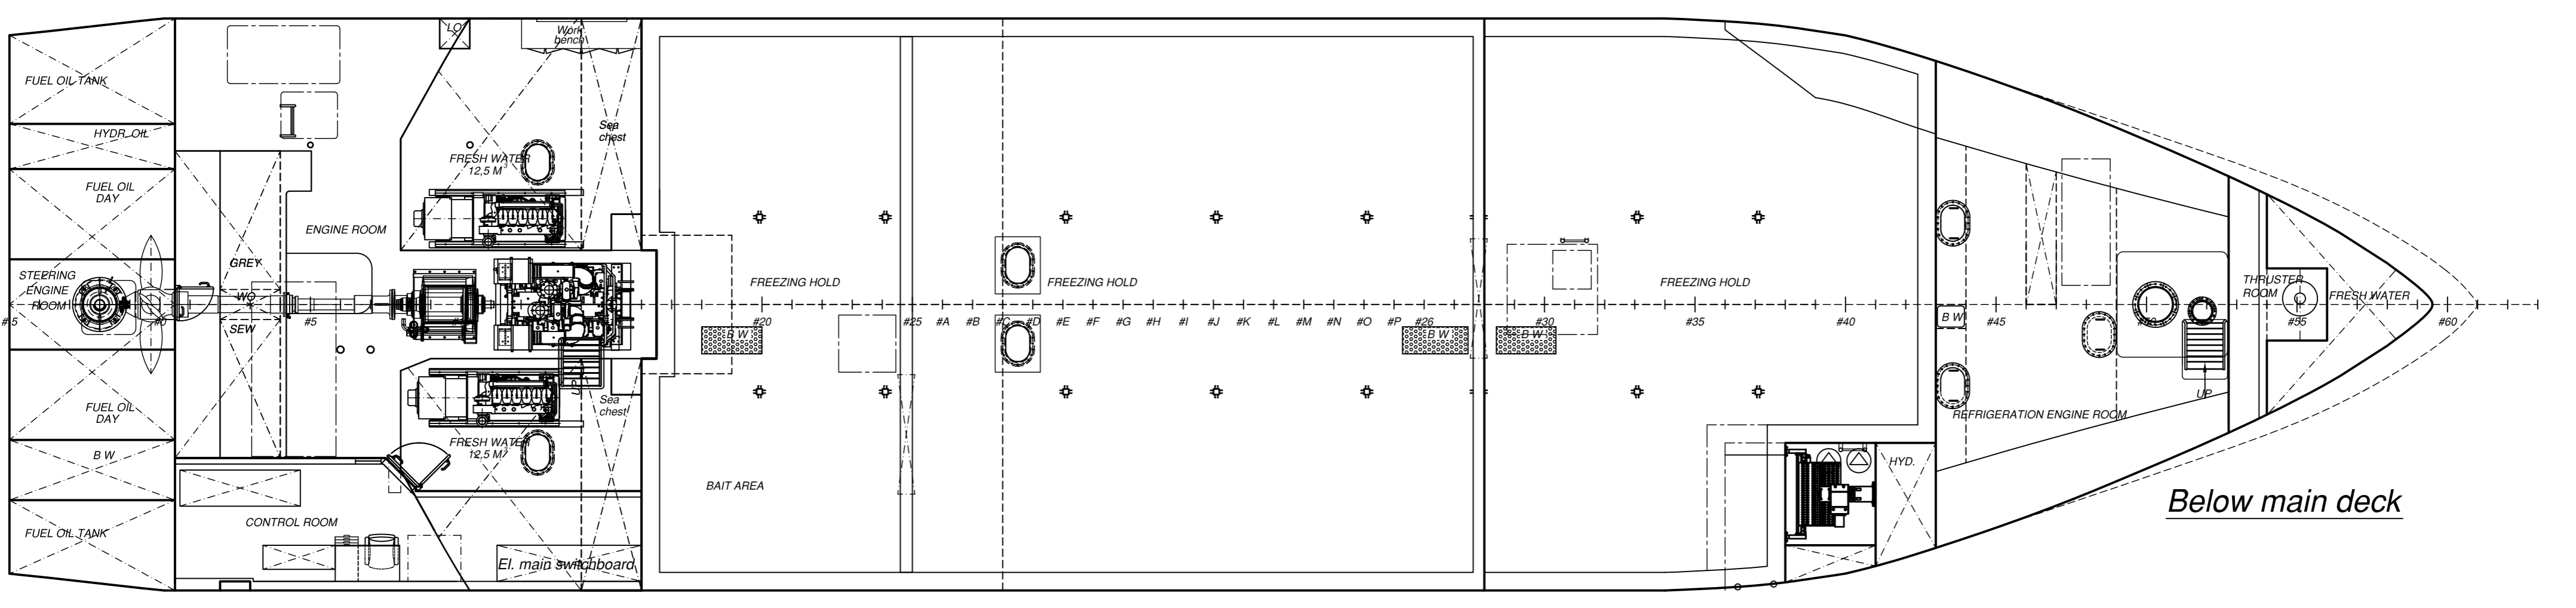 LO
Work
bench
FUEL OIL TANK
HYDR. OIL
Sea
chest
FRESH WATER
12,5 M³
FUEL OIL
DAY
ENGINE ROOM
GREY
STEERING
ENGINE
ROOM
WO
SEW
FREEZING HOLD
FREEZING HOLD
FREEZING HOLD
THRUSTER
ROOM
FRESH WATER
#-5
#0
#5
#20
#25
#A
#B
#C
#D
#E
#F
#G
#H
#I
#J
#K
#L
#M
#N
#O
#P
#26
#30
#35
#40
#45
#50
#55
#60
B W
B W
B W
B W
UP
FUEL OIL
DAY
Sea
chest
REFRIGERATION ENGINE ROOM
FRESH WATER
12,5 M³
B W
HYD.
BAIT AREA
Below main deck
CONTROL ROOM
FUEL OIL TANK
El. main switchboard